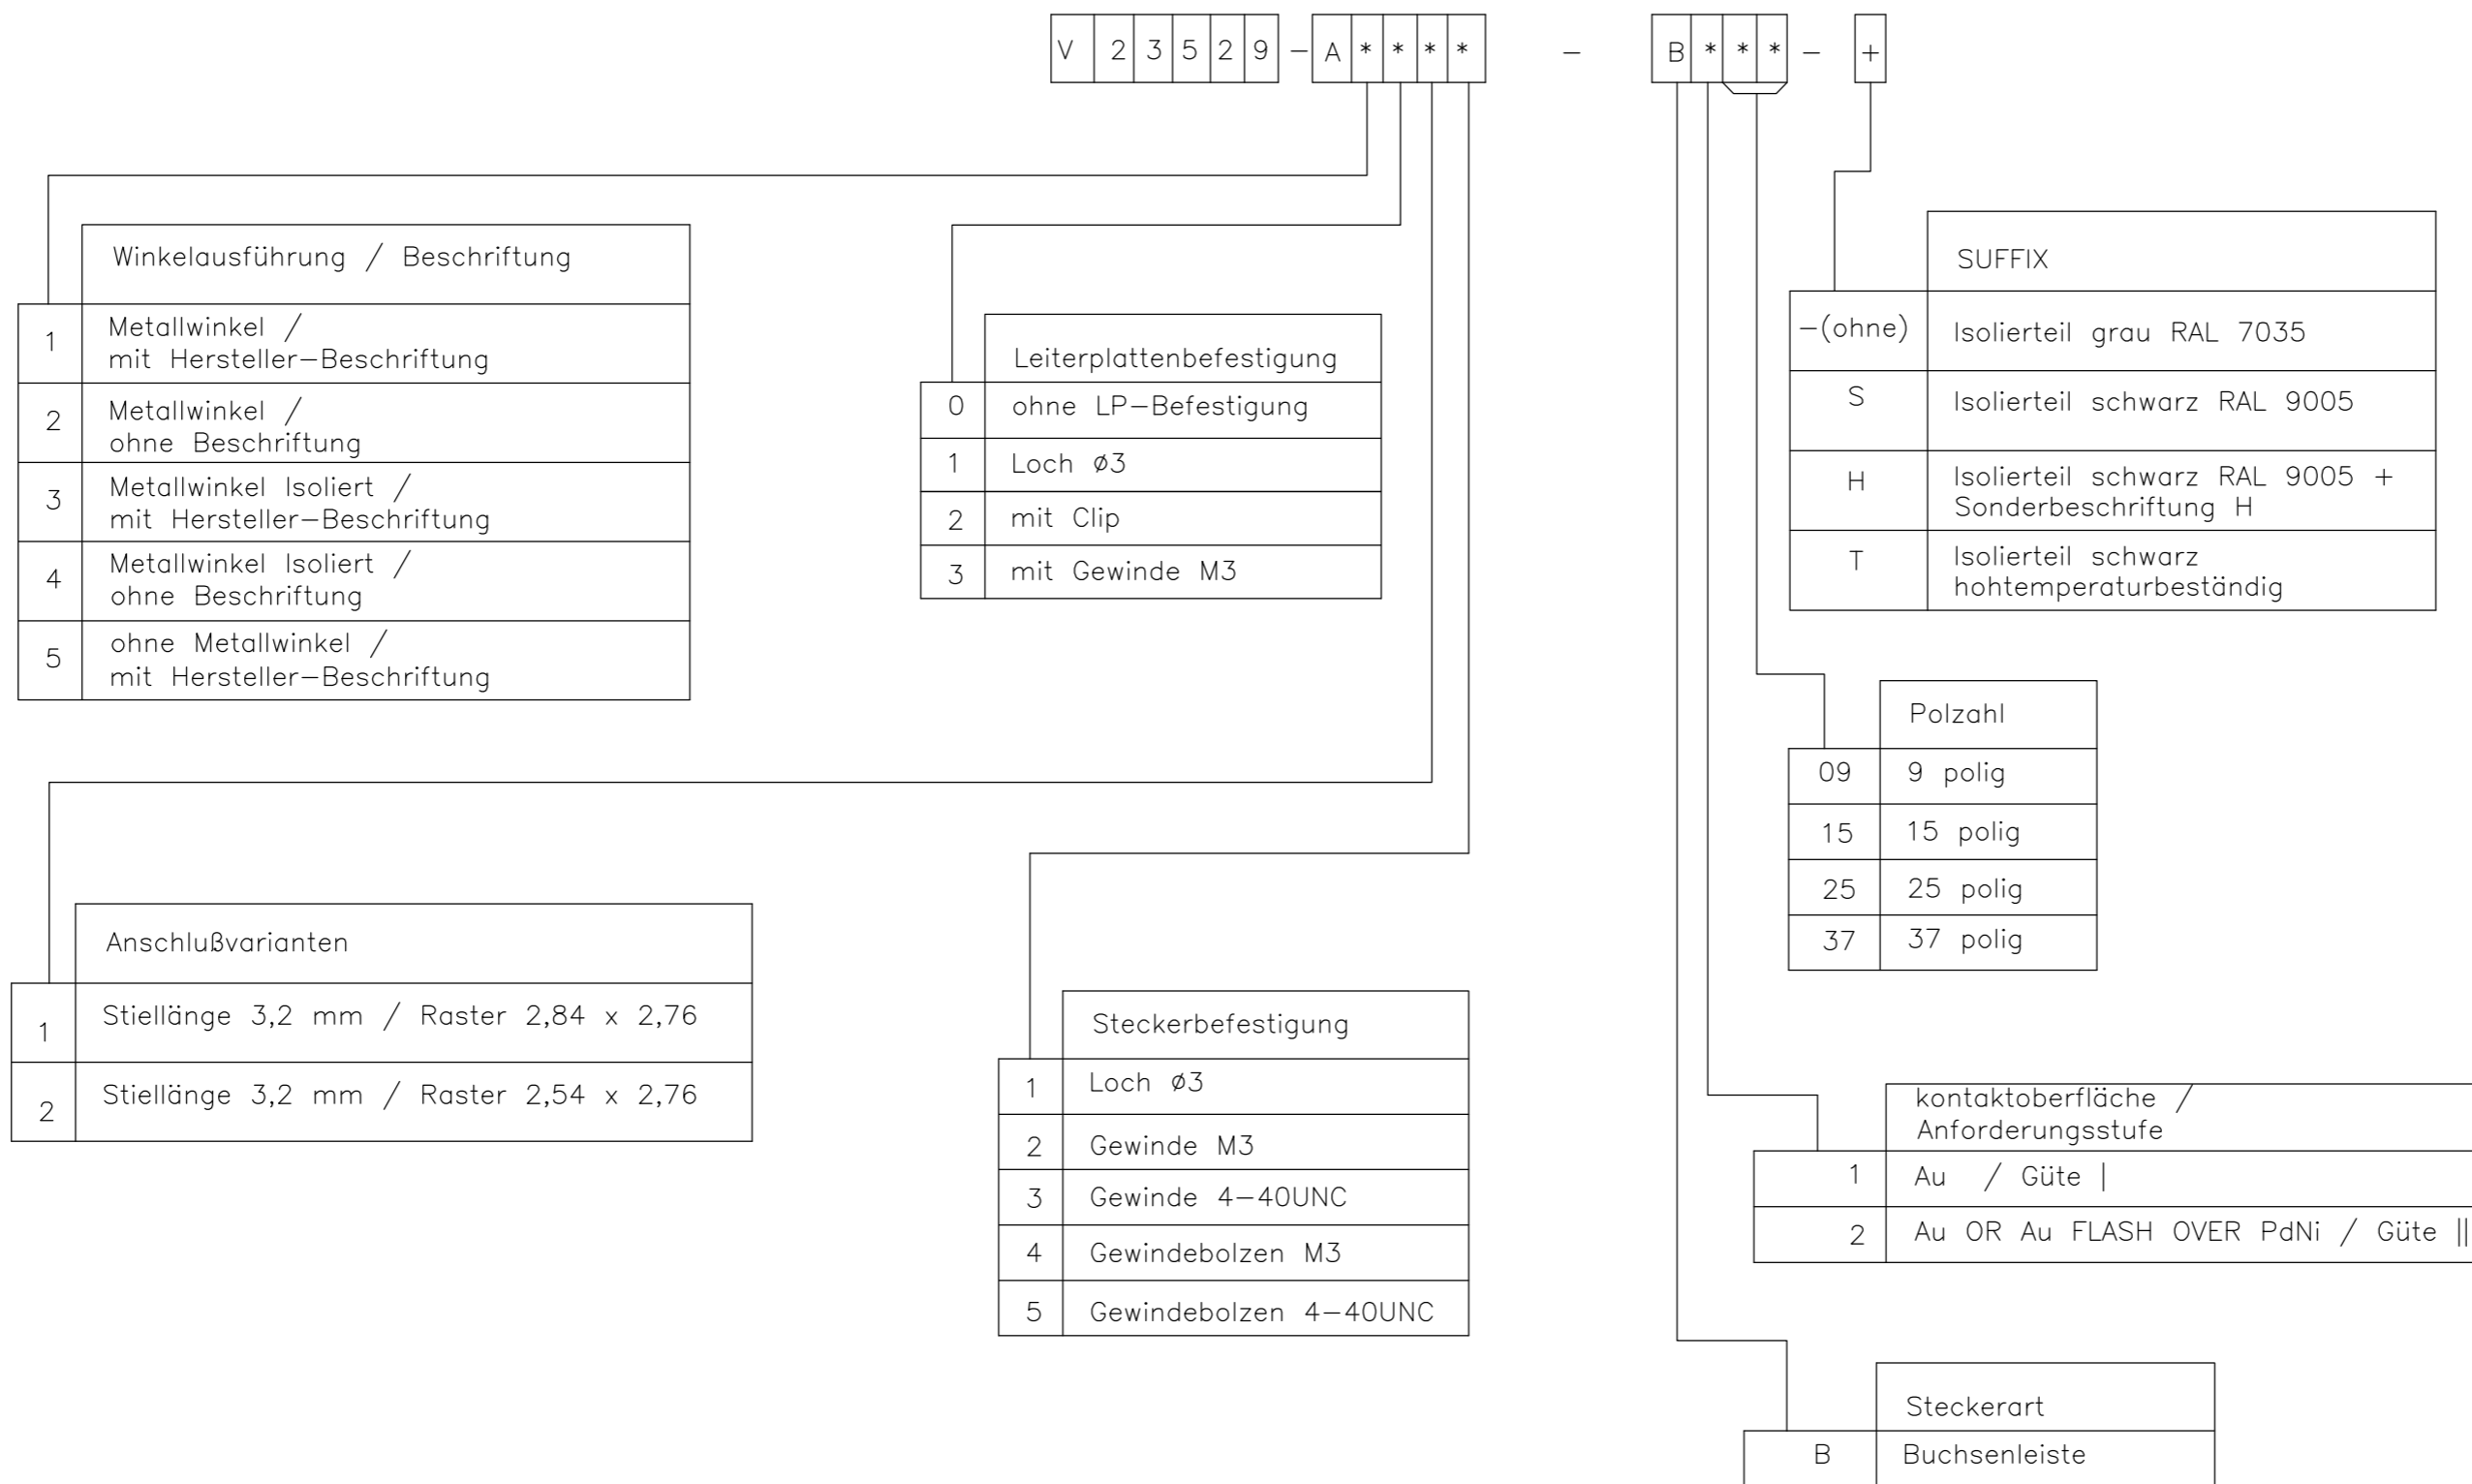 V 2 3 5 2 9 - A * * * * - B * * * - +
Winkelausführung / Beschriftung
1 Metallwinkel /
mit Hersteller-Beschriftung
2 Metallwinkel /
ohne Beschriftung
3 Metallwinkel Isoliert /
mit Hersteller-Beschriftung
4 Metallwinkel Isoliert /
ohne Beschriftung
5 ohne Metallwinkel /
mit Hersteller-Beschriftung
Leiterplattenbefestigung
0 ohne LP-Befestigung
1 Loch ø3
2 mit Clip
3 mit Gewinde M3
SUFFIX
-(ohne) Isolierteil grau RAL 7035
S Isolierteil schwarz RAL 9005
H Isolierteil schwarz RAL 9005 +
Sonderbeschriftung H
T Isolierteil schwarz
hohtemperaturbeständig
Polzahl
09 9 polig
15 15 polig
25 25 polig
37 37 polig
Anschlußvarianten
1 Stiellänge 3,2 mm / Raster 2,84 x 2,76
2 Stiellänge 3,2 mm / Raster 2,54 x 2,76
Steckerbefestigung
1 Loch ø3
2 Gewinde M3
3 Gewinde 4-40UNC
4 Gewindebolzen M3
5 Gewindebolzen 4-40UNC
kontaktoberfläche /
Anforderungsstufe
1 Au / Güte |
2 Au OR Au FLASH OVER PdNi / Güte ||
Steckerart
B Buchsenleiste